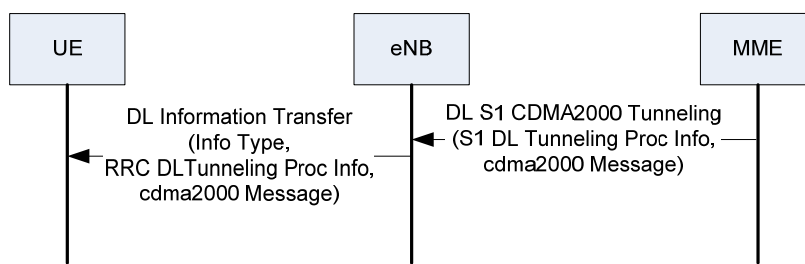 UE
eNB
MME
DL Information Transfer
(Info Type,
RRC DLTunneling Proc Info,
cdma2000 Message)
DL S1 CDMA2000 Tunneling
(S1 DL Tunneling Proc Info,
cdma2000 Message)